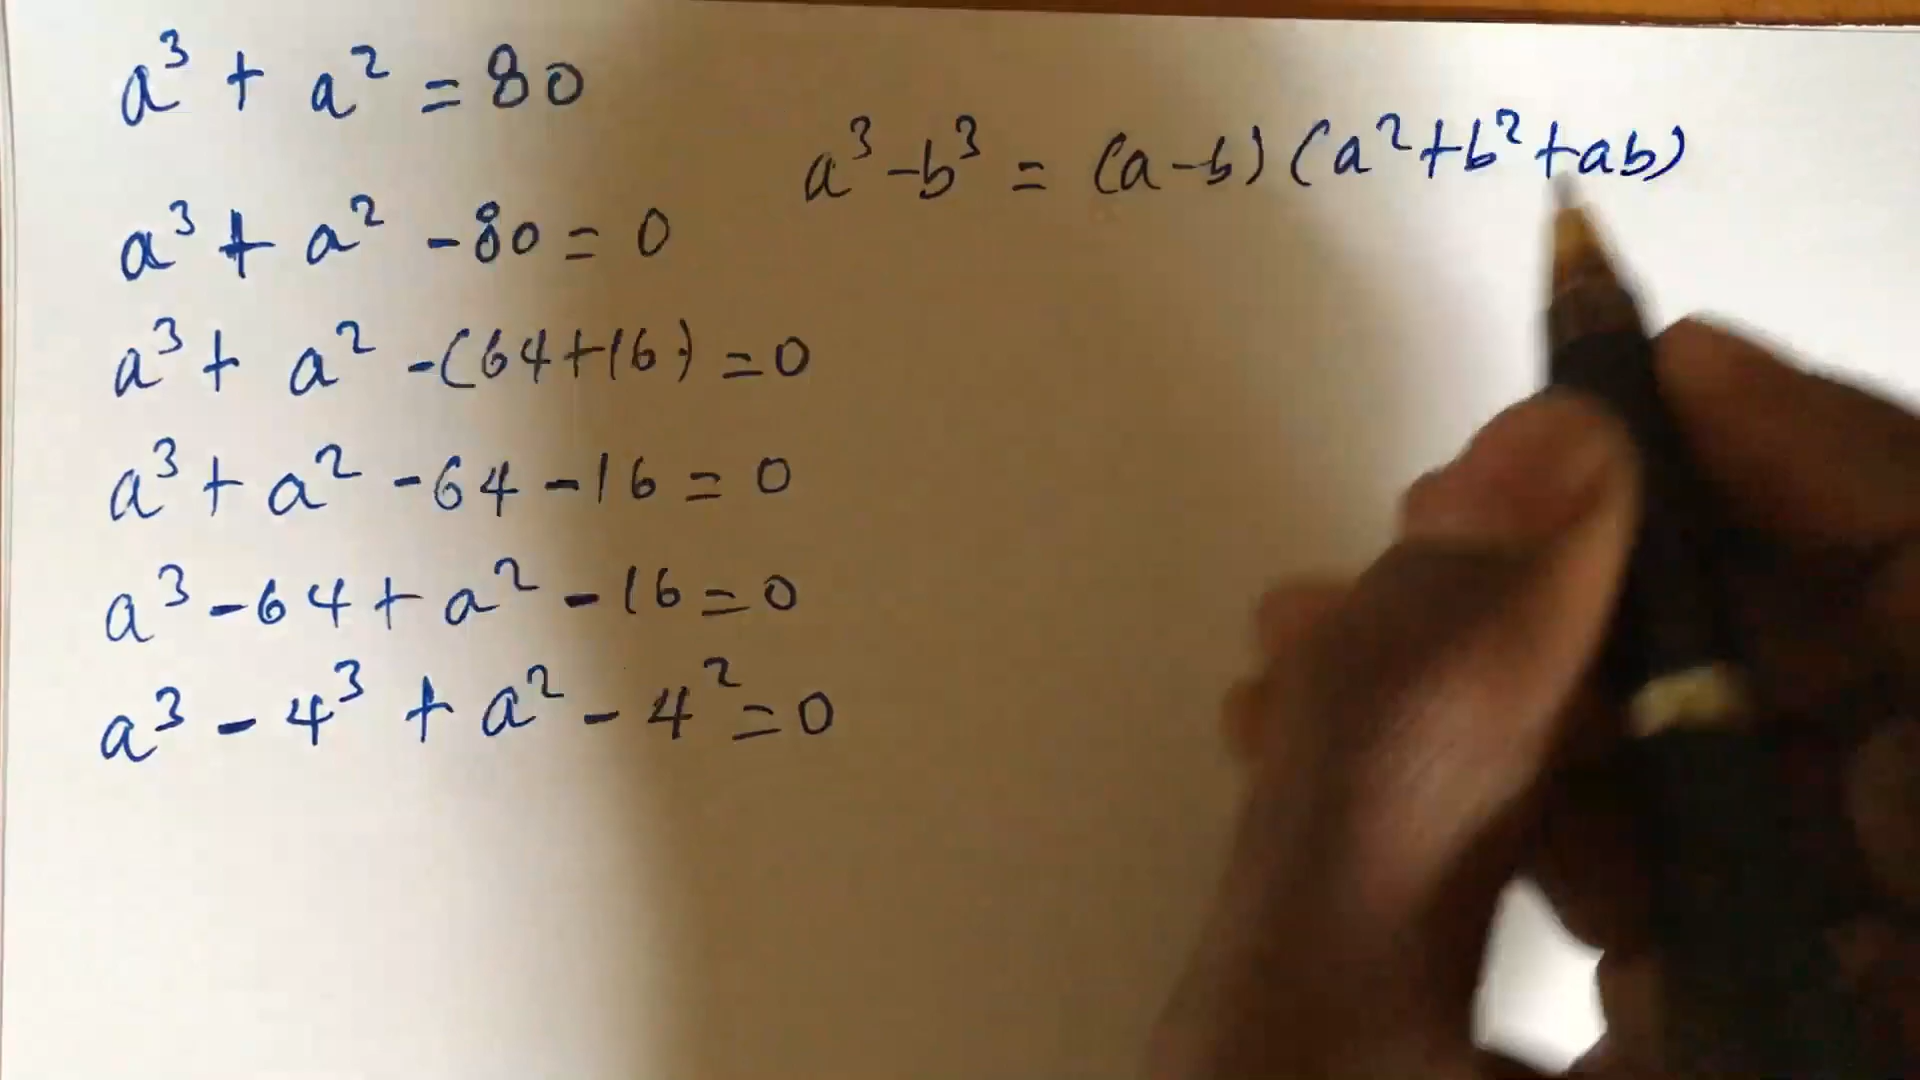 a³ + a² = 80
a³ - b³ = (a - b) (a² + b² + ab)
a³ + a² - 80 = 0
a³ + a² - (64 + 16) = 0
a³ + a² - 64 - 16 = 0
a³ - 64 + a² - 16 = 0
a³ - 4³ + a² - 4² = 0